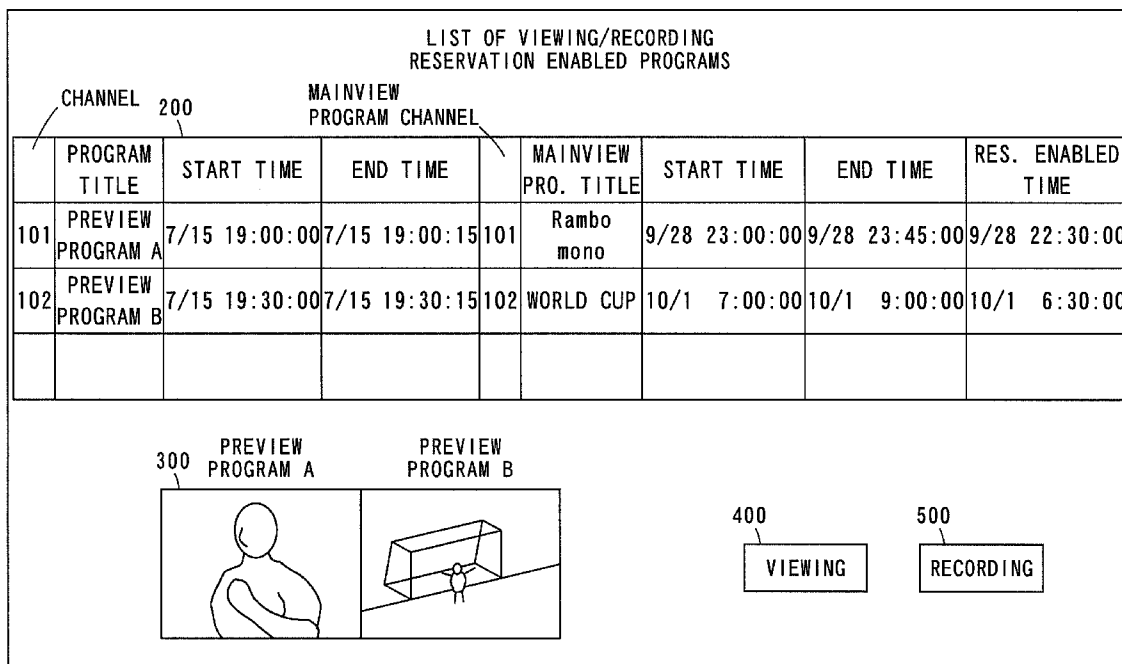 LIST OF VIEWING/RECORDING
RESERVATION ENABLED PROGRAMS
CHANNEL 200 MAINVIEW
PROGRAM CHANNEL
PROGRAM TITLE START TIME END TIME MAINVIEW PRO. TITLE START TIME END TIME RES. ENABLED TIME
101 PREVIEW PROGRAM A 7/15 19:00:00 7/15 19:00:15 101 Rambo mono 9/28 23:00:00 9/28 23:45:00 9/28 22:30:00
102 PREVIEW PROGRAM B 7/15 19:30:00 7/15 19:30:15 102 WORLD CUP 10/1 7:00:00 10/1 9:00:00 10/1 6:30:00
300 PREVIEW PROGRAM A PREVIEW PROGRAM B
400 500
VIEWING RECORDING